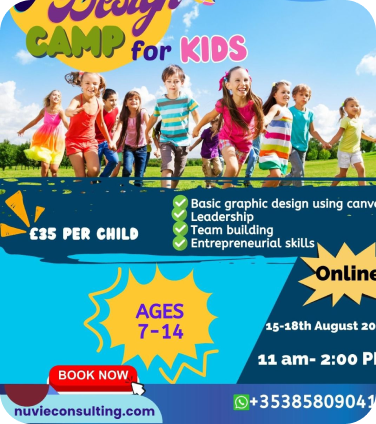 Design
CAMP for KIDS
Basic graphic design using canv
Leadership
Team building
Entrepreneurial skills
£35 PER CHILD
Online
AGES
7-14
15-18th August 20
11 am- 2:00 P
BOOK NOW
nuvieconsulting.com
+35385809041